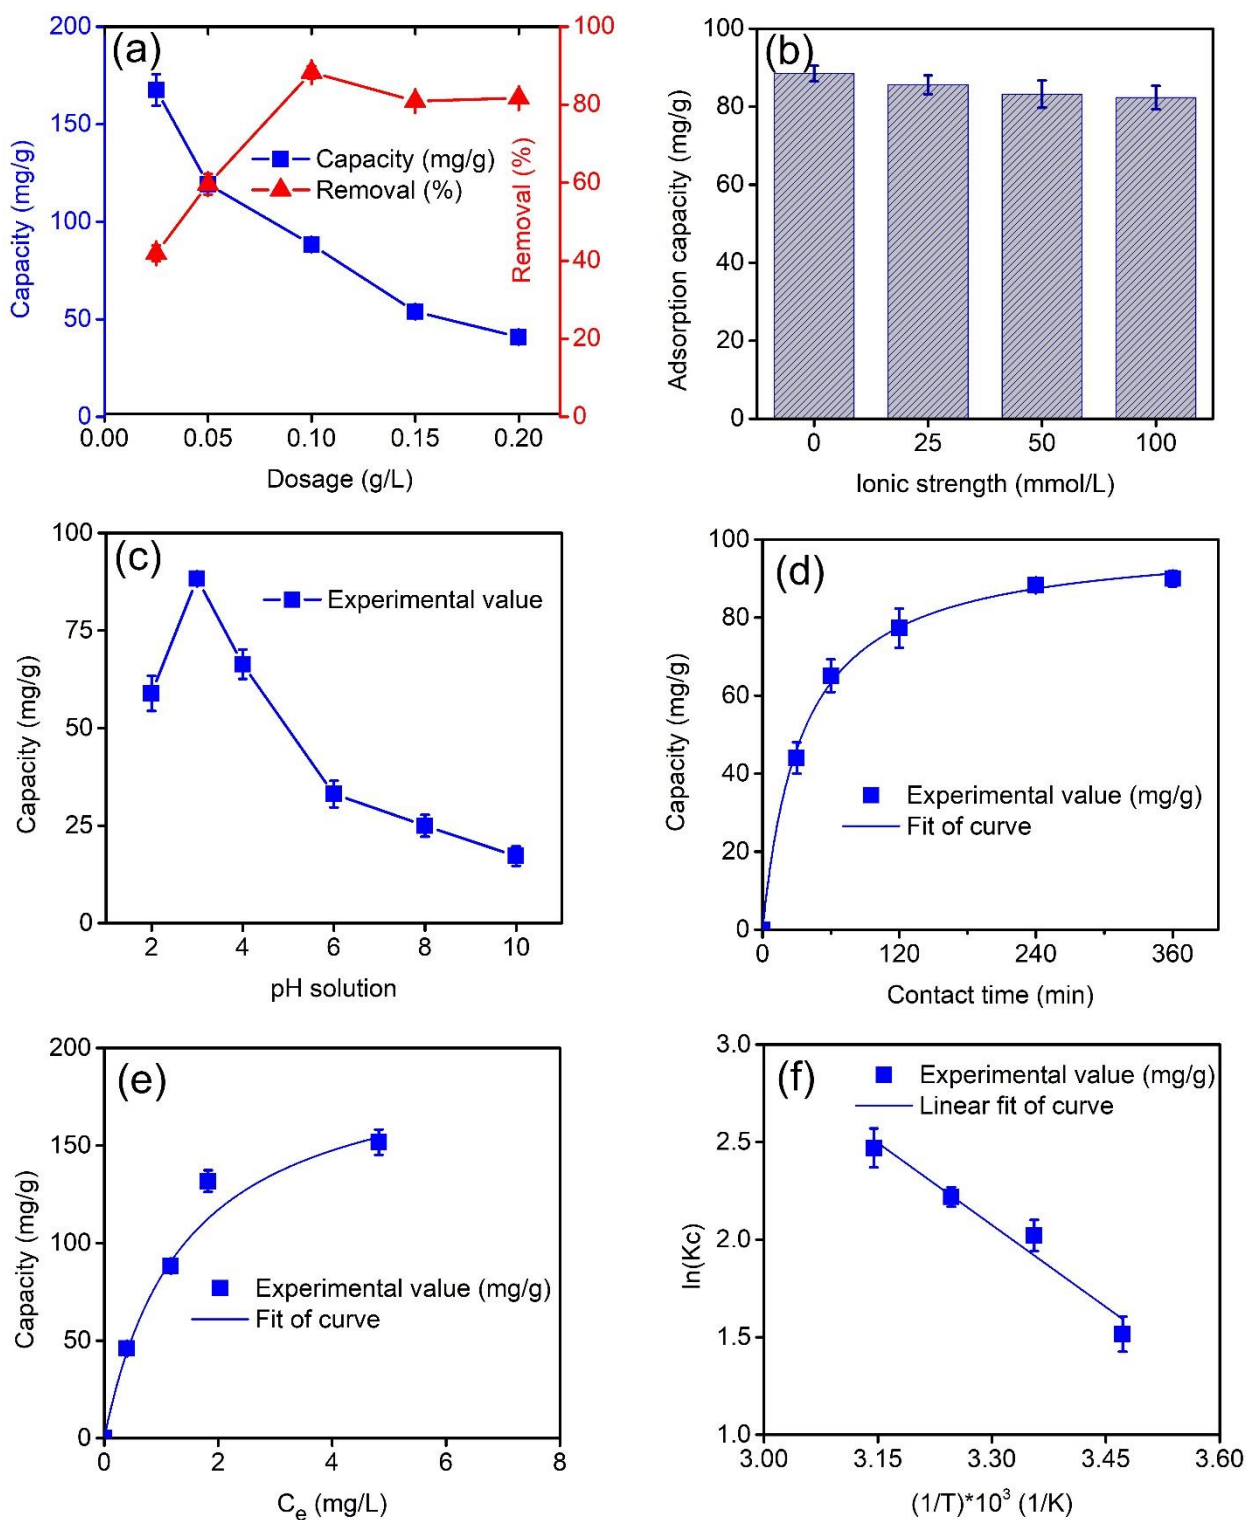 (a)
200
150
100
50
0
Capacity (mg/g)
100
80
60
40
20
0
Removal (%)
Capacity (mg/g)
Removal (%)
0.00 0.05 0.10 0.15 0.20
Dosage (g/L)
(b)
100
80
60
40
20
0
Adsorption capacity (mg/g)
0 25 50 100
Ionic strength (mmol/L)
(c)
100
75
50
25
0
Capacity (mg/g)
Experimental value
2 4 6 8 10
pH solution
(d)
100
80
60
40
20
0
Capacity (mg/g)
Experimental value (mg/g)
Fit of curve
0 120 240 360
Contact time (min)
(e)
200
150
100
50
0
Capacity (mg/g)
Experimental value (mg/g)
Fit of curve
0 2 4 6 8
Ce (mg/L)
(f)
3.0
2.5
2.0
1.5
1.0
ln(Kc)
Experimental value (mg/g)
Linear fit of curve
3.00 3.15 3.30 3.45 3.60
(1/T)*10³ (1/K)